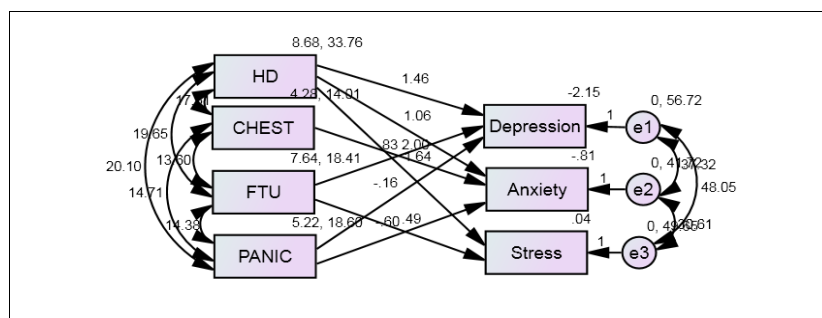 8.68, 33.76
HD
1.46
-2.15
4.28, 14.01
1
0, 56.72
CHEST
1.06
Depression
e1
19.65
.83
2.00
1.64
-.81
7.64, 18.41
13.60
20.10
FTU
-.16
Anxiety
1
e2
48.05
14.71
5.22, 18.60
-.60
.49
.04
14.38
PANIC
Stress
1
e3